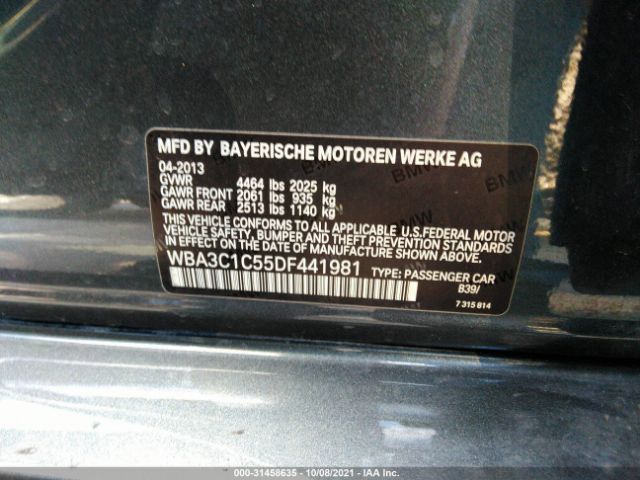 MFD BY BAYERISCHE MOTOREN WERKE AG
04-2013
GVWR 4464 lbs 2025 kg
GAWR FRONT 2061 lbs 935 kg
GAWR REAR 2513 lbs 1140 kg
THIS VEHICLE CONFORMS TO ALL APPLICABLE U.S.FEDERAL MOTOR
VEHICLE SAFETY, BUMPER, AND THEFT PREVENTION STANDARDS
IN EFFECT ON THE DATE OF MANUFACTURE SHOWN ABOVE.
WBA3C1C55DF441981 TYPE: PASSENGER CAR
B39/
7 315 814
000-31458635 - 10/08/2021 - IAA Inc.